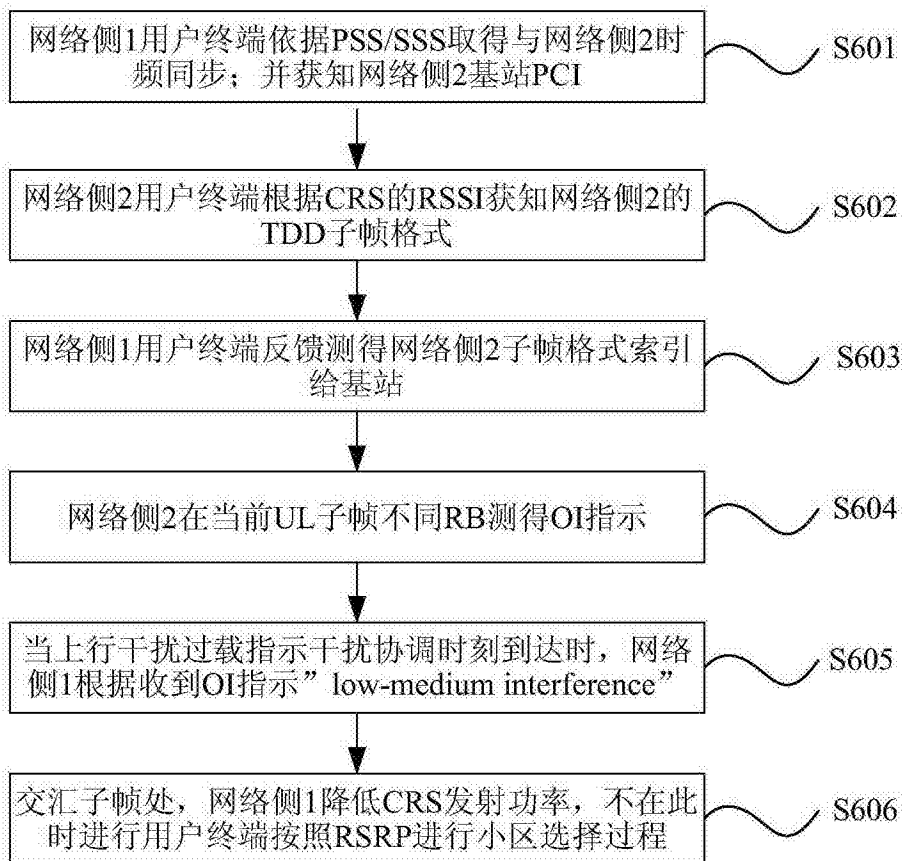 网络侧1用户终端依据PSS/SSS取得与网络侧2时
频同步；并获知网络侧2基站PCI
S601
网络侧2用户终端根据CRS的RSSI获知网络侧2的
TDD子帧格式
S602
网络侧1用户终端反馈测得网络侧2子帧格式索引
给基站
S603
网络侧2在当前UL子帧不同RB测得OI指示
S604
当上行干扰过载指示干扰协调时刻到达时，网络
侧1根据收到OI指示”low-medium interference”
S605
交汇子帧处，网络侧1降低CRS发射功率，不在此
时进行用户终端按照RSRP进行小区选择过程
S606